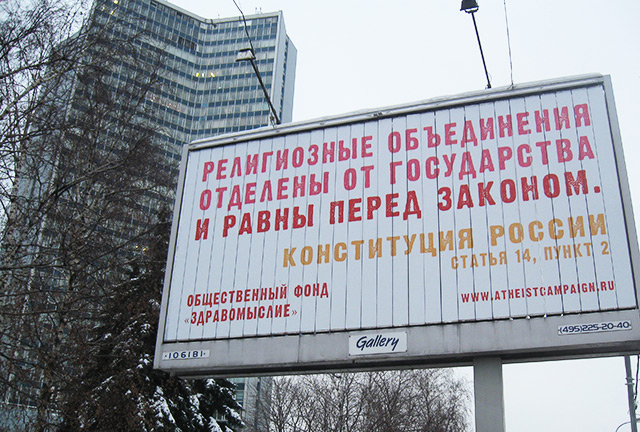 РЕЛИГИОЗНЫЕ ОБЪЕДИНЕНИЯ
ОТДЕЛЕНЫ ОТ ГОСУДАРСТВА
И РАВНЫ ПЕРЕД ЗАКОНОМ.
КОНСТИТУЦИЯ РОССИИ
СТАТЬЯ 14, ПУНКТ 2
ОБЩЕСТВЕННЫЙ ФОНД
«ЗДРАВОМЫСЛИЕ»
WWW.ATHEISTCAMPAIGN.RU
106181
Gallery
(495)225-20-40